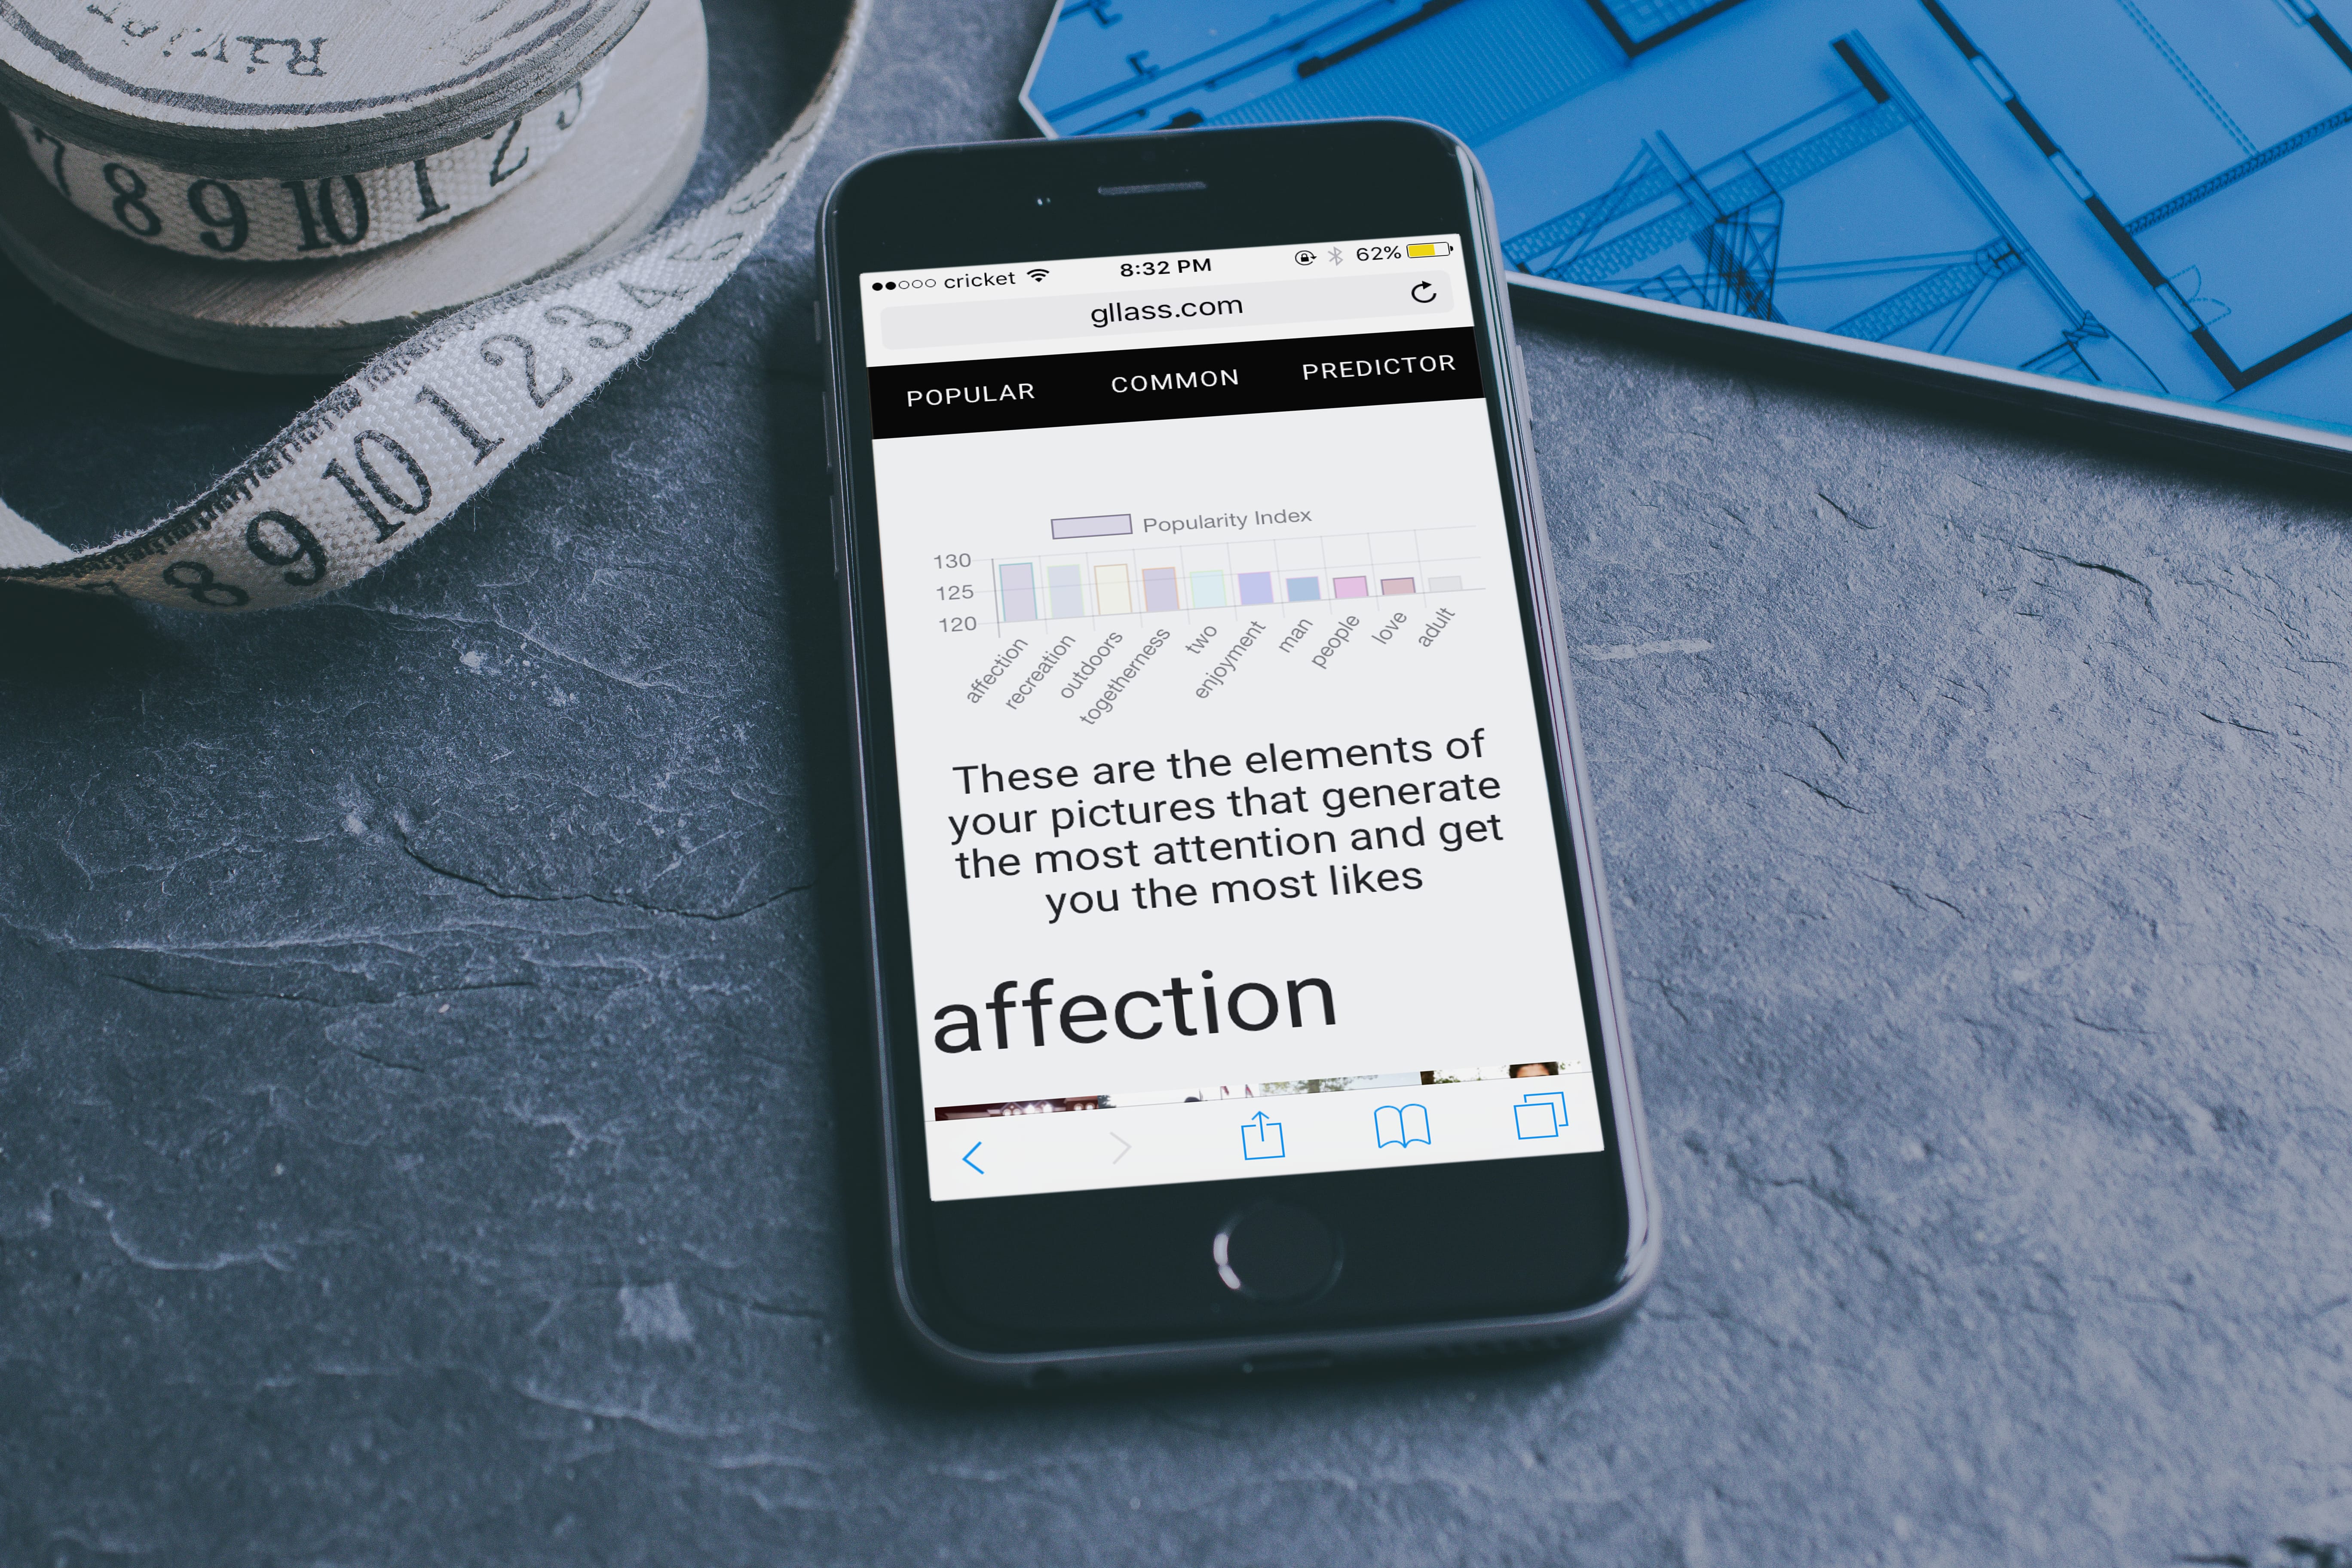 Rivier
7 8 9 10 1 2 3
8 9 10 1 2 3 4 5 6
cricket 8:32 PM 62%
gllass.com
POPULAR COMMON PREDICTOR
Popularity Index
130
125
120
affection recreation outdoors togetherness two enjoyment man people love adult
These are the elements of
your pictures that generate
the most attention and get
you the most likes
affection